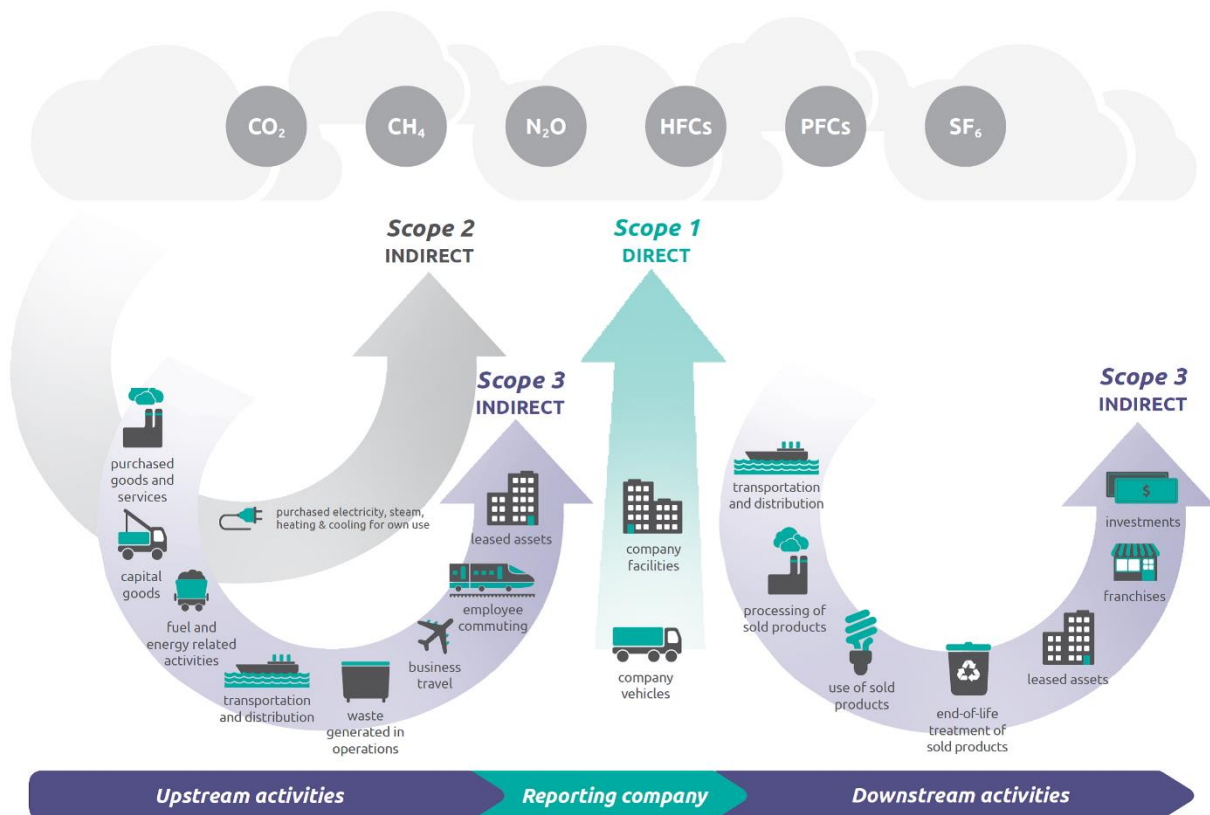 CO₂
CH₄
N₂O
HFCs
PFCs
SF₆
Scope 2
INDIRECT
Scope 1
DIRECT
Scope 3
INDIRECT
Scope 3
INDIRECT
purchased
goods and
services
capital
goods
fuel and
energy related
activities
transportation
and distribution
waste
generated in
operations
business
travel
employee
commuting
leased assets
purchased electricity, steam,
heating & cooling for own use
company
facilities
company
vehicles
transportation
and distribution
processing of
sold products
use of sold
products
end-of-life
treatment of
sold products
leased assets
franchises
$
investments
Upstream activities
Reporting company
Downstream activities